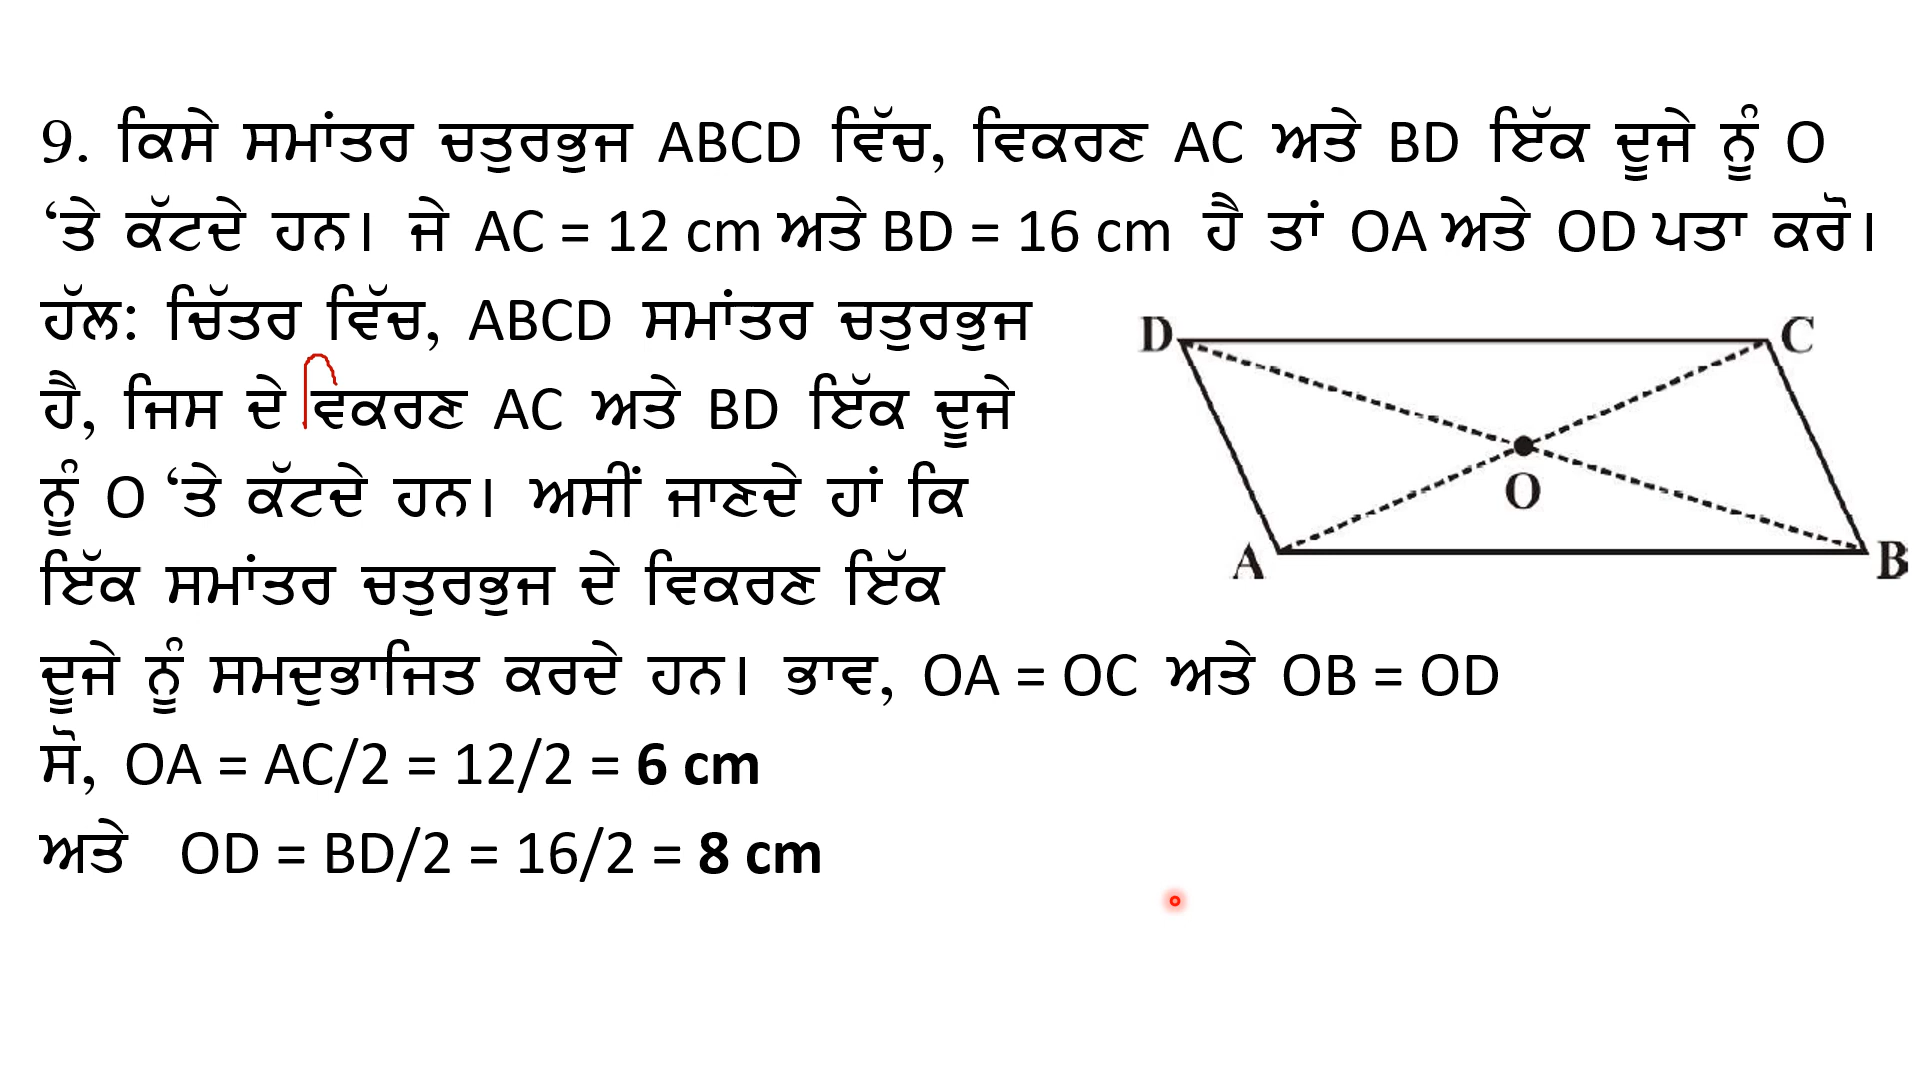 9. ਕਿਸੇ ਸਮਾਂਤਰ ਚਤੁਰਭੁਜ ABCD ਵਿੱਚ, ਵਿਕਰਣ AC ਅਤੇ BD ਇੱਕ ਦੂਜੇ ਨੂੰ O
‘ਤੇ ਕੱਟਦੇ ਹਨ। ਜੇ AC = 12 cm ਅਤੇ BD = 16 cm ਹੈ ਤਾਂ OA ਅਤੇ OD ਪਤਾ ਕਰੋ।
ਹੱਲ: ਚਿੱਤਰ ਵਿੱਚ, ABCD ਸਮਾਂਤਰ ਚਤੁਰਭੁਜ
ਹੈ, ਜਿਸ ਦੇ ਵਿਕਰਣ AC ਅਤੇ BD ਇੱਕ ਦੂਜੇ
ਨੂੰ O ‘ਤੇ ਕੱਟਦੇ ਹਨ। ਅਸੀਂ ਜਾਣਦੇ ਹਾਂ ਕਿ
ਇੱਕ ਸਮਾਂਤਰ ਚਤੁਰਭੁਜ ਦੇ ਵਿਕਰਣ ਇੱਕ
ਦੂਜੇ ਨੂੰ ਸਮਦੁਭਾਜਿਤ ਕਰਦੇ ਹਨ। ਭਾਵ, OA = OC ਅਤੇ OB = OD
ਸੋ, OA = AC/2 = 12/2 = 6 cm
ਅਤੇ OD = BD/2 = 16/2 = 8 cm
D C
O
A B